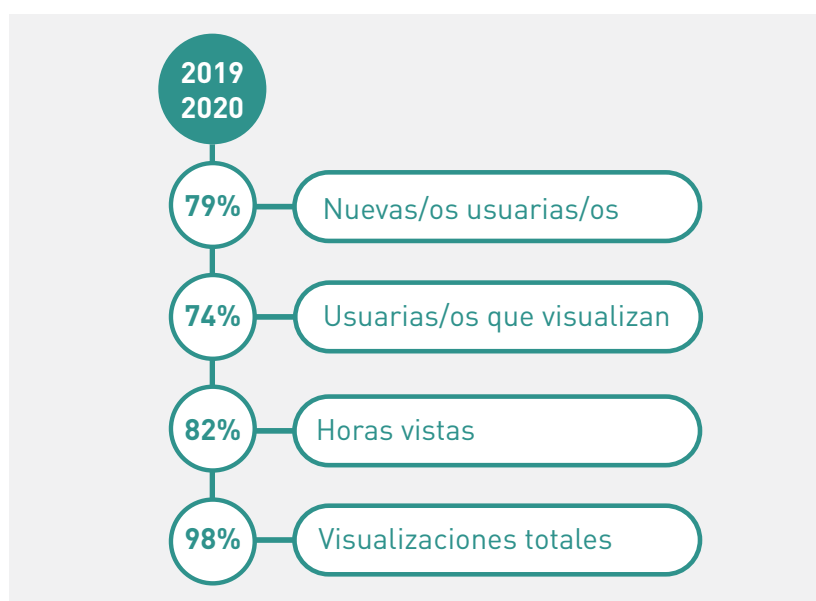 2019
2020
79%
Nuevas/os usuarias/os
74%
Usuarias/os que visualizan
82%
Horas vistas
98%
Visualizaciones totales